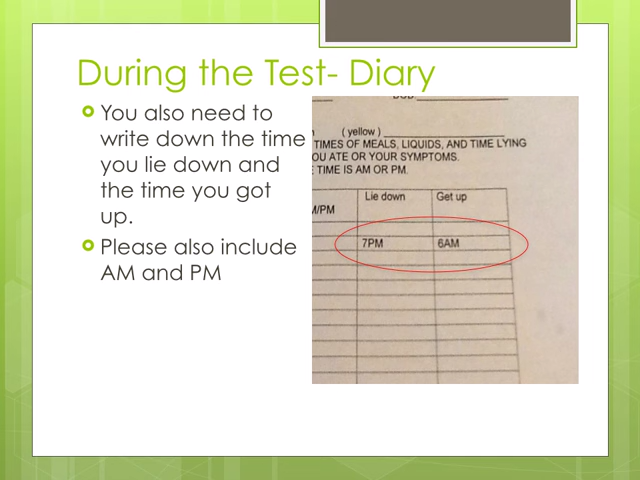 During the Test- Diary
You also need to
write down the time
you lie down and
the time you got
up.
Please also include
AM and PM
( yellow )
TIMES OF MEALS, LIQUIDS, AND TIME LYING
OU ATE OR YOUR SYMPTOMS.
TIME IS AM OR PM.
Lie down Get up
M/PM
7PM 6AM